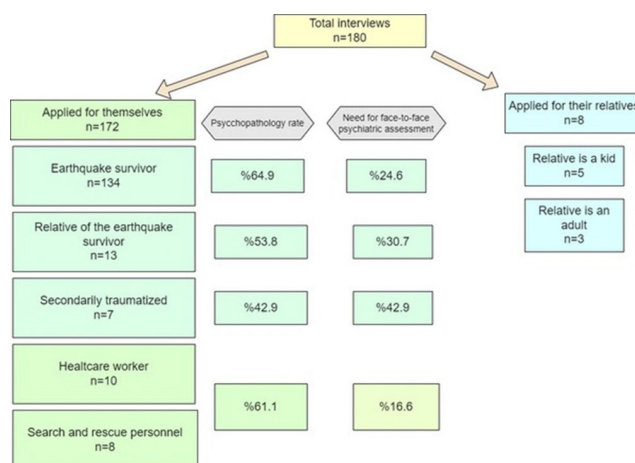 Total interviews
n=180
Applied for themselves
n=172
Psycchopathology rate
Need for face-to-face
psychiatric assessment
Applied for their relatives
n=8
Earthquake survivor
n=134
%64.9
%24.6
Relative is a kid
n=5
Relative of the earthquake
survivor
n=13
%53.8
%30.7
Relative is an
adult
n=3
Secondarily traumatized
n=7
%42.9
%42.9
Healtcare worker
n=10
%61.1
%16.6
Search and rescue personnel
n=8